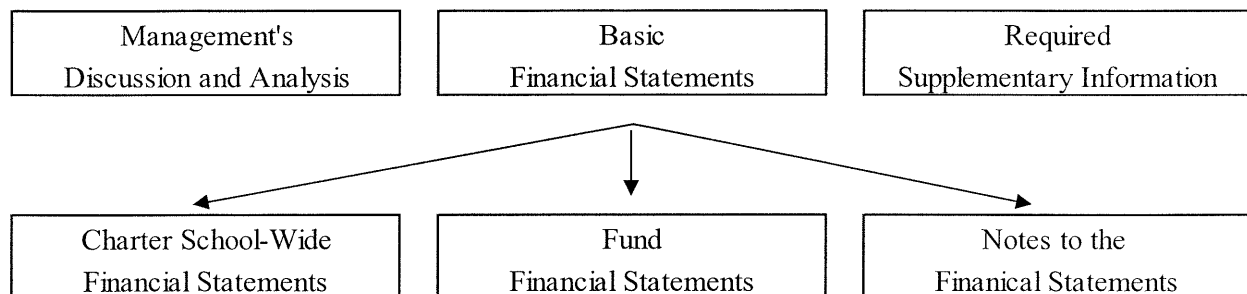 Management's
Discussion and Analysis
Basic
Financial Statements
Required
Supplementary Information
Charter School-Wide
Financial Statements
Fund
Financial Statements
Notes to the
Finanical Statements